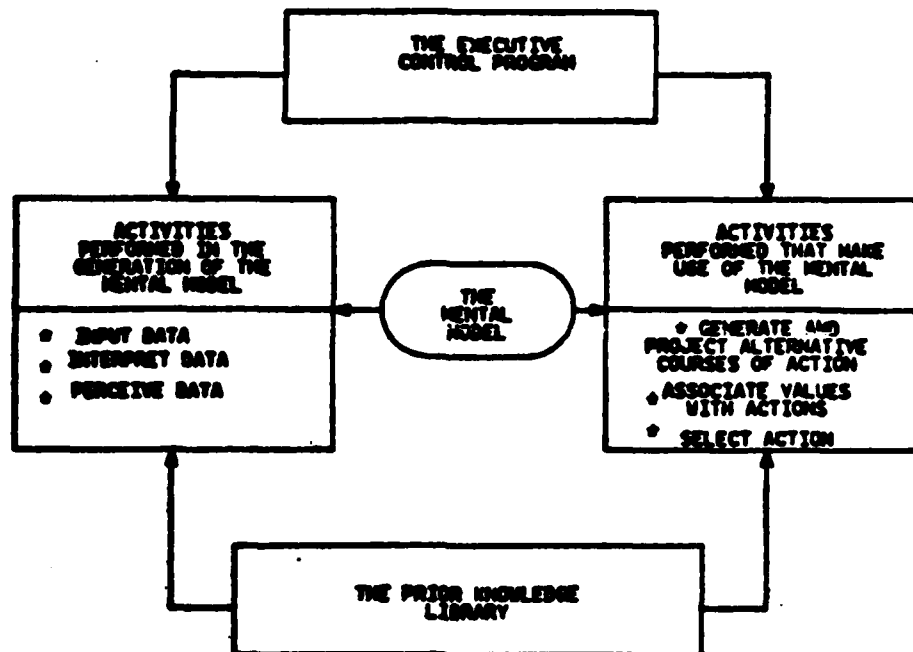 THE EXECUTIVE
CONTROL PROGRAM
ACTIVITIES
PERFORMED IN THE
GENERATION OF THE
MENTAL MODEL
* INPUT DATA
* INTERPRET DATA
* PERCEIVE DATA
THE
MENTAL
MODEL
ACTIVITIES
PERFORMED THAT MAKE
USE OF THE MENTAL
MODEL
* GENERATE AND
PROJECT ALTERNATIVE
COURSES OF ACTION
* ASSOCIATE VALUES
WITH ACTIONS
* SELECT ACTION
THE PRIOR KNOWLEDGE
LIBRARY